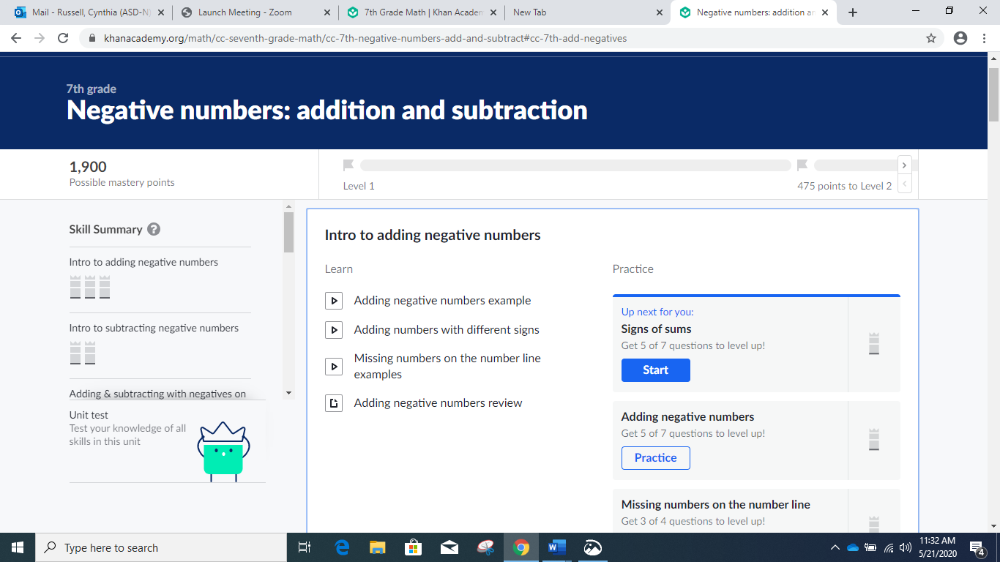 Mail - Russell, Cynthia (ASD-N)
Launch Meeting - Zoom
7th Grade Math | Khan Academ
New Tab
Negative numbers: addition an
khanacademy.org/math/cc-seventh-grade-math/cc-7th-negative-numbers-add-and-subtract#cc-7th-add-negatives
7th grade
Negative numbers: addition and subtraction
1,900
Possible mastery points
Level 1
475 points to Level 2
Skill Summary ?
Intro to adding negative numbers
Intro to subtracting negative numbers
Adding & subtracting with negatives on
Unit test
Test your knowledge of all
skills in this unit
Intro to adding negative numbers
Learn
Adding negative numbers example
Adding numbers with different signs
Missing numbers on the number line
examples
Adding negative numbers review
Practice
Up next for you:
Signs of sums
Get 5 of 7 questions to level up!
Start
Adding negative numbers
Get 5 of 7 questions to level up!
Practice
Missing numbers on the number line
Get 3 of 4 questions to level up!
Type here to search
11:32 AM
5/21/2020
4